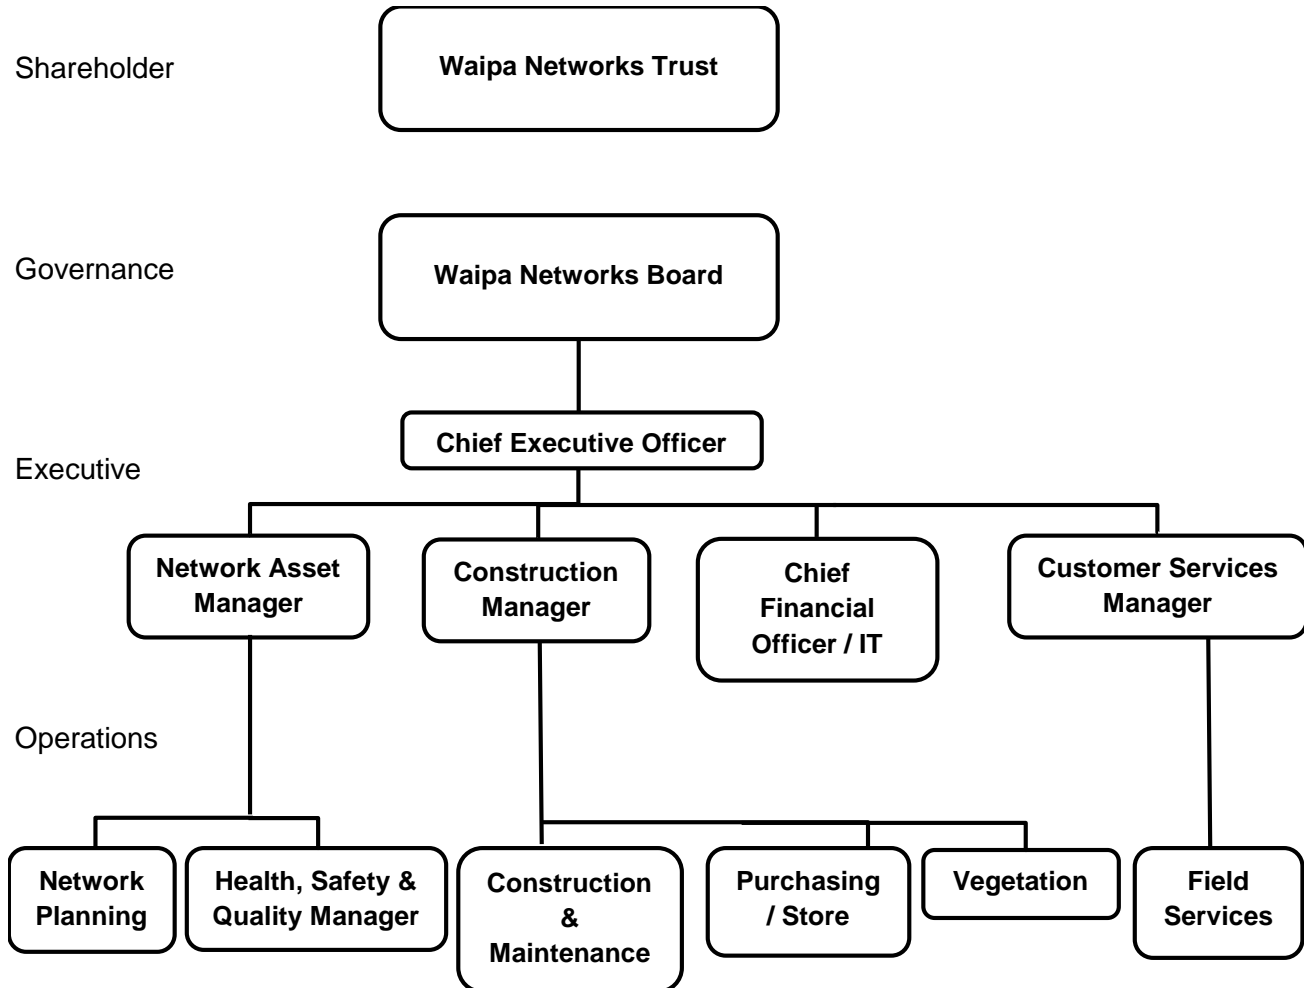 Shareholder
Waipa Networks Trust
Governance
Waipa Networks Board
Chief Executive Officer
Executive
Network Asset
Manager
Construction
Manager
Chief
Financial
Officer / IT
Customer Services
Manager
Operations
Network
Planning
Health, Safety &
Quality Manager
Construction
&
Maintenance
Purchasing
/ Store
Vegetation
Field
Services